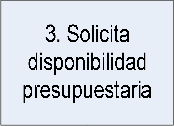 3. Solicita
disponibilidad
presupuestaria